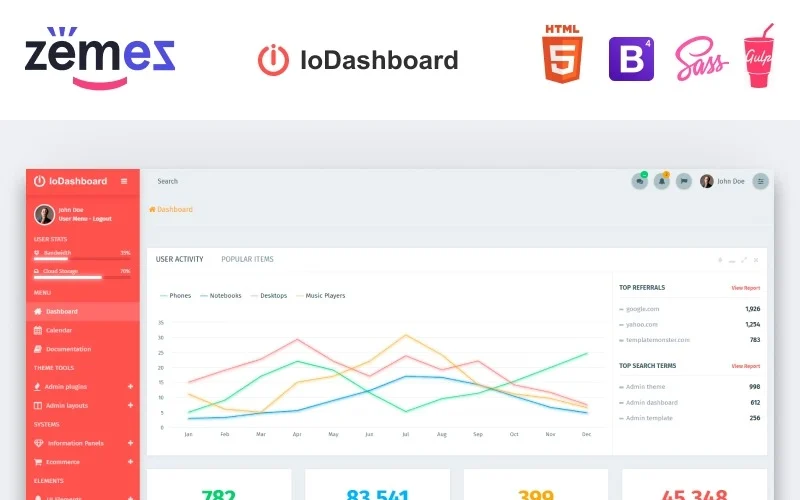 zemes
IoDashboard
HTML
5
B 4
Sass
Gulp
IoDashboard
Search
John Doe
John Doe
User Menu - Logout
Dashboard
USER STATS
Bandwidth 35%
Cloud Storage 70%
MENU
Dashboard
Calendar
Documentation
THEME TOOLS
Admin plugins +
Admin layouts +
SYSTEMS
Information Panels +
Ecommerce +
ELEMENTS
UI Elements +
USER ACTIVITY POPULAR ITEMS
Phones Notebooks Desktops Music Players
35
30
25
20
15
10
5
0
Jan Feb Mar Apr May Jun Jul Aug Sep Oct Nov Dec
TOP REFERRALS View Report
google.com 1,926
yahoo.com 1,254
templatemonster.com 783
TOP SEARCH TERMS View Report
Admin theme 998
Admin dashboard 612
Admin template 256
782 83,541 399 45,348